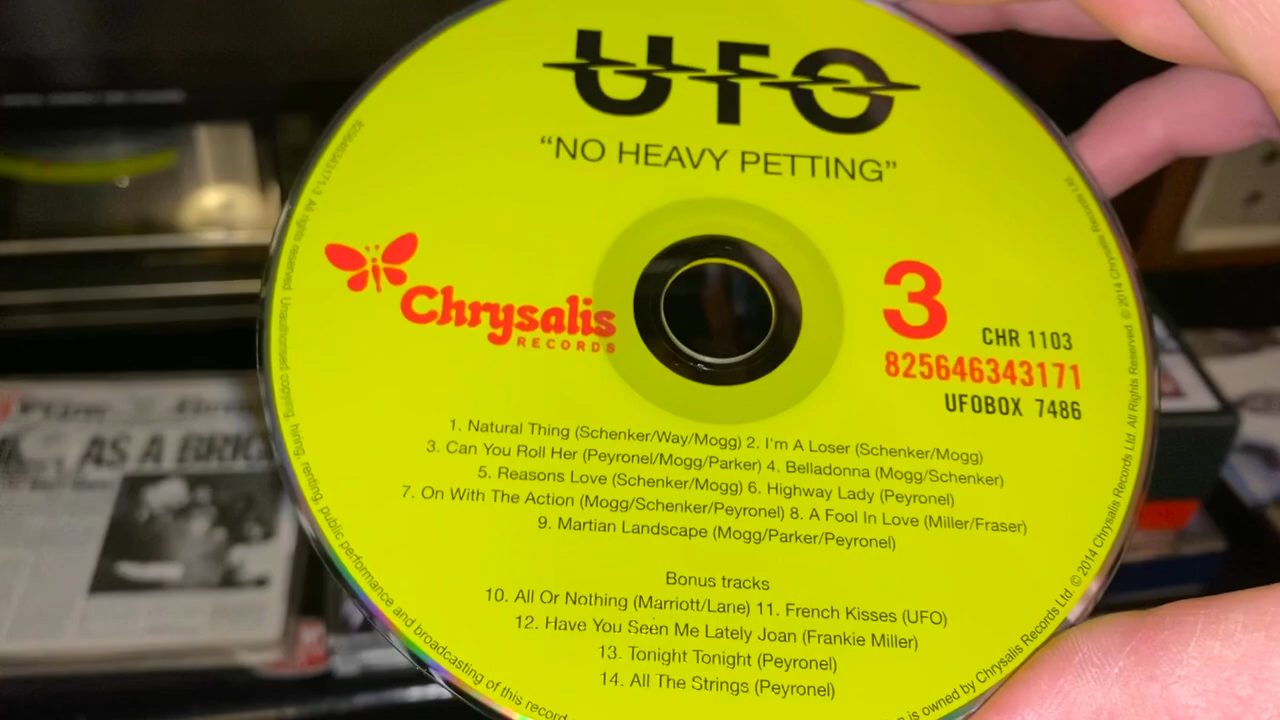 UFO
"NO HEAVY PETTING"
Chrysalis
RECORDS
3
CHR 1103
825646343171
UFOBOX 7486
1. Natural Thing (Schenker/Way/Mogg) 2. I'm A Loser (Schenker/Mogg)
3. Can You Roll Her (Peyronel/Mogg/Parker) 4. Belladonna (Mogg/Schenker)
5. Reasons Love (Schenker/Mogg) 6. Highway Lady (Peyronel)
7. On With The Action (Mogg/Schenker/Peyronel) 8. A Fool In Love (Miller/Fraser)
9. Martian Landscape (Mogg/Parker/Peyronel)
Bonus tracks
10. All Or Nothing (Marriott/Lane) 11. French Kisses (UFO)
12. Have You Seen Me Lately Joan (Frankie Miller)
13. Tonight Tonight (Peyronel)
14. All The Strings (Peyronel)
825646343171-3 All rights reserved. Unauthorised copying, hiring, renting, public performance and broadcasting of this record
is owned by Chrysalis Records Ltd. © 2014 Chrysalis Records Ltd. All Rights Reserved. © 2014 Chrysalis Records Ltd.
AS A BRICK